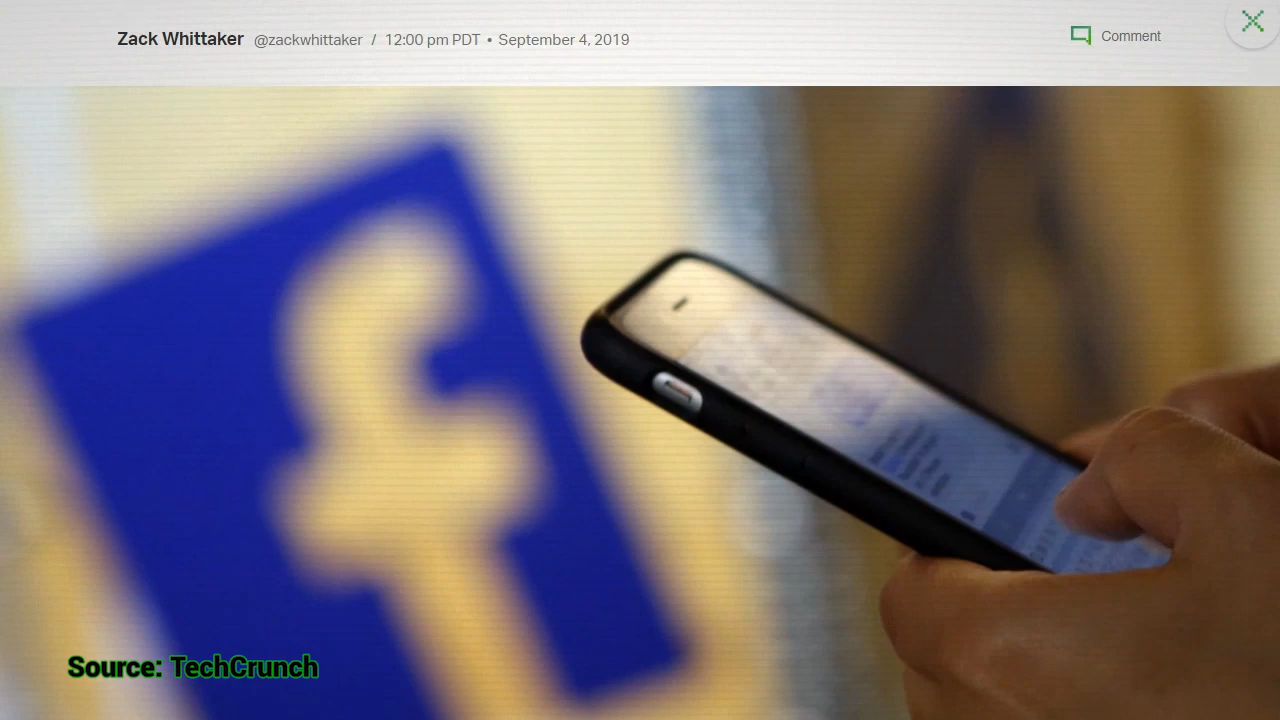 Zack Whittaker @zackwhittaker / 12:00 pm PDT • September 4, 2019
Comment
Source: TechCrunch